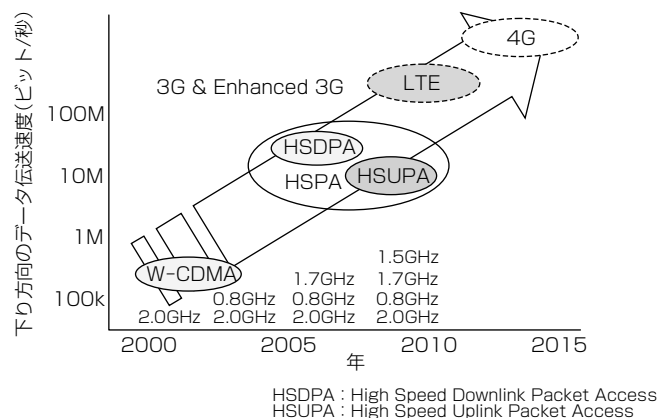 下り方向のデータ伝送速度(ビット/秒)
4G
3G & Enhanced 3G
LTE
100M
HSDPA
10M
HSPA
HSUPA
1M
W-CDMA
1.5GHz
1.7GHz
1.7GHz
100k
0.8GHz
0.8GHz
0.8GHz
2.0GHz
2.0GHz
2.0GHz
2.0GHz
2000
2005
2010
2015
年
HSDPA：High Speed Downlink Packet Access
HSUPA：High Speed Uplink Packet Access